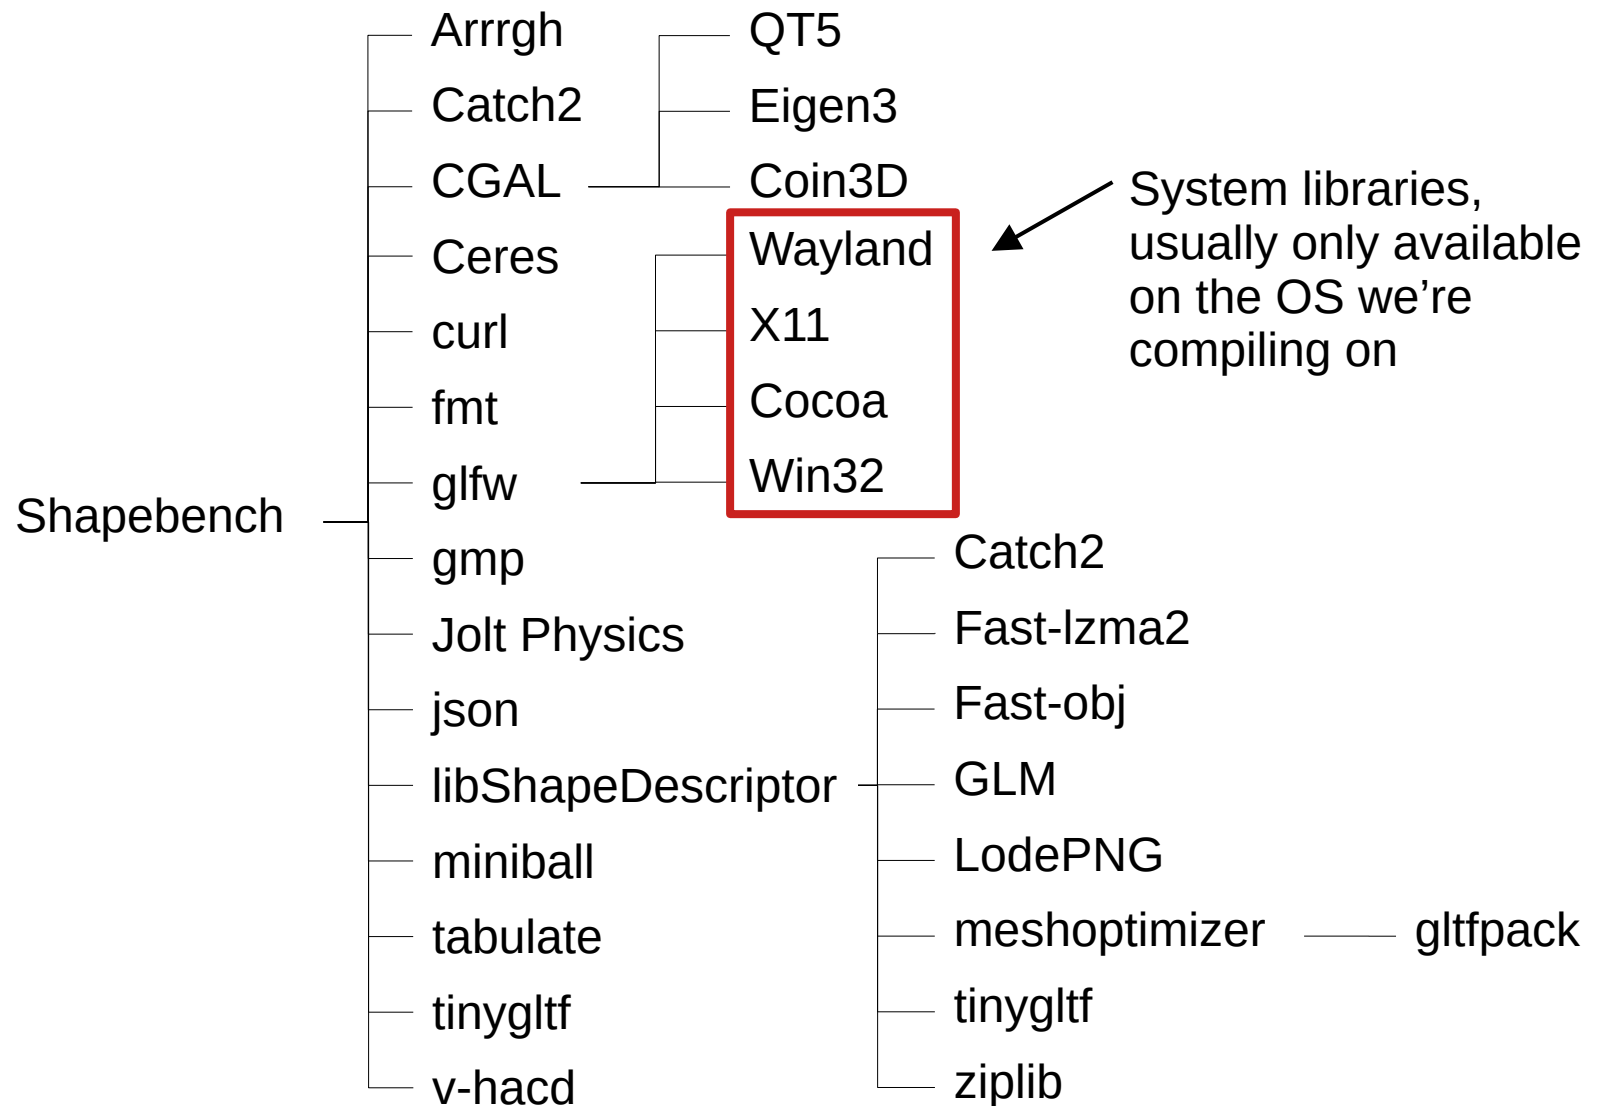 Shapebench
Arrrgh
Catch2
CGAL
Ceres
curl
fmt
glfw
gmp
Jolt Physics
json
libShapeDescriptor
miniball
tabulate
tinygltf
v-hacd
QT5
Eigen3
Coin3D
Wayland
X11
Cocoa
Win32
System libraries,
usually only available
on the OS we’re
compiling on
Catch2
Fast-lzma2
Fast-obj
GLM
LodePNG
meshoptimizer
tinygltf
ziplib
gltfpack